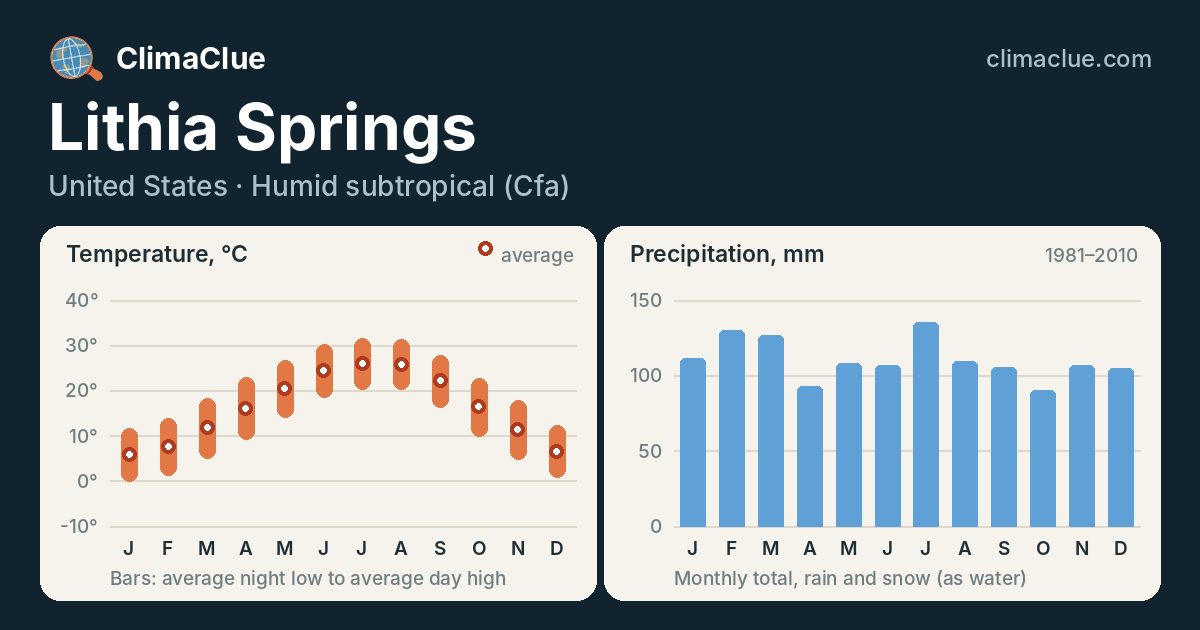 ClimaClue
climaclue.com
Lithia Springs
United States · Humid subtropical (Cfa)
Temperature, °C
average
40°
30°
20°
10°
0°
-10°
J F M A M J J A S O N D
Bars: average night low to average day high
Precipitation, mm
1981–2010
150
100
50
0
J F M A M J J A S O N D
Monthly total, rain and snow (as water)